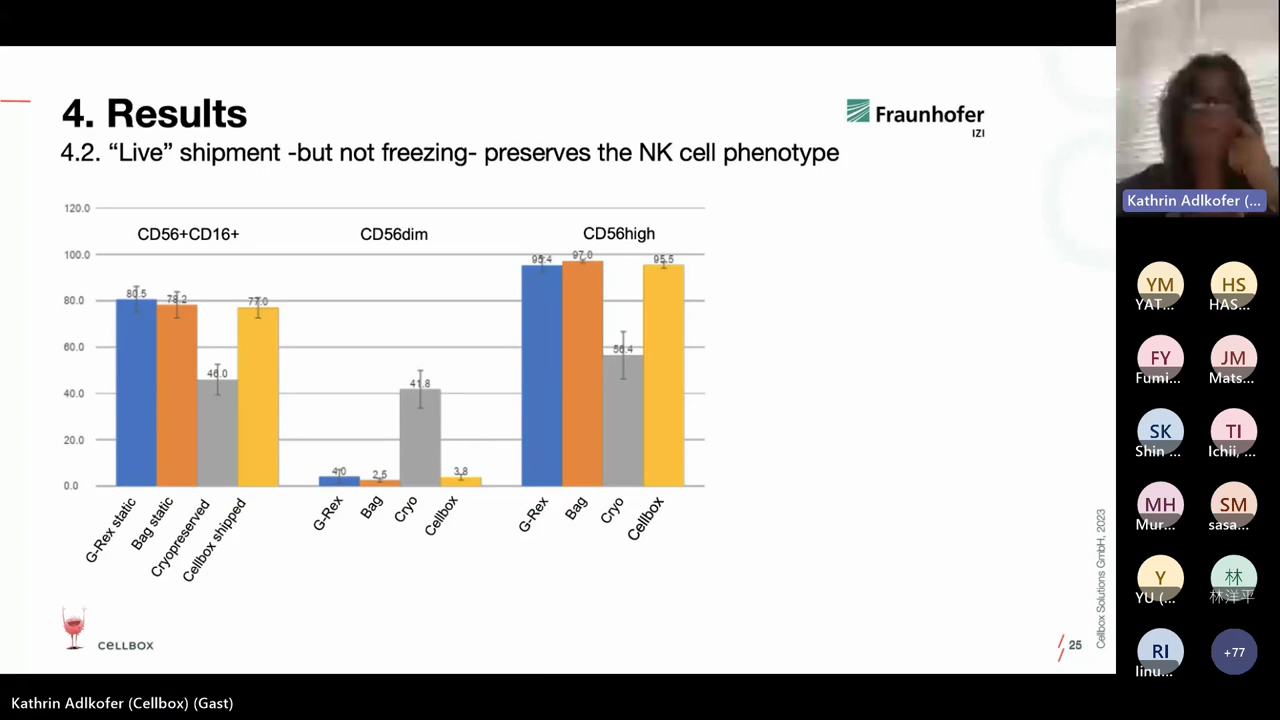 4. Results
Fraunhofer
IZI
4.2. “Live” shipment -but not freezing- preserves the NK cell phenotype
120.0
100.0
80.0
60.0
40.0
20.0
0.0
CD56+CD16+
CD56dim
CD56high
80.5
78.2
46.0
77.0
4.0
2.5
41.8
3.8
95.4
97.0
56.4
95.5
G-Rex static
Bag static
Cryopreserved
Cellbox shipped
G-Rex
Bag
Cryo
Cellbox
G-Rex
Bag
Cryo
Cellbox
CELLBOX
25
Cellbox Solutions GmbH, 2023
Kathrin Adlkofer (...
YM
YAT...
HS
HAS...
FY
Fumi...
JM
Mats...
SK
Shin ...
TI
Ichii, ...
MH
Mur...
SM
sasa...
Y
YU (...
林
林洋平
RI
Iinu...
+77
Kathrin Adlkofer (Cellbox) (Gast)